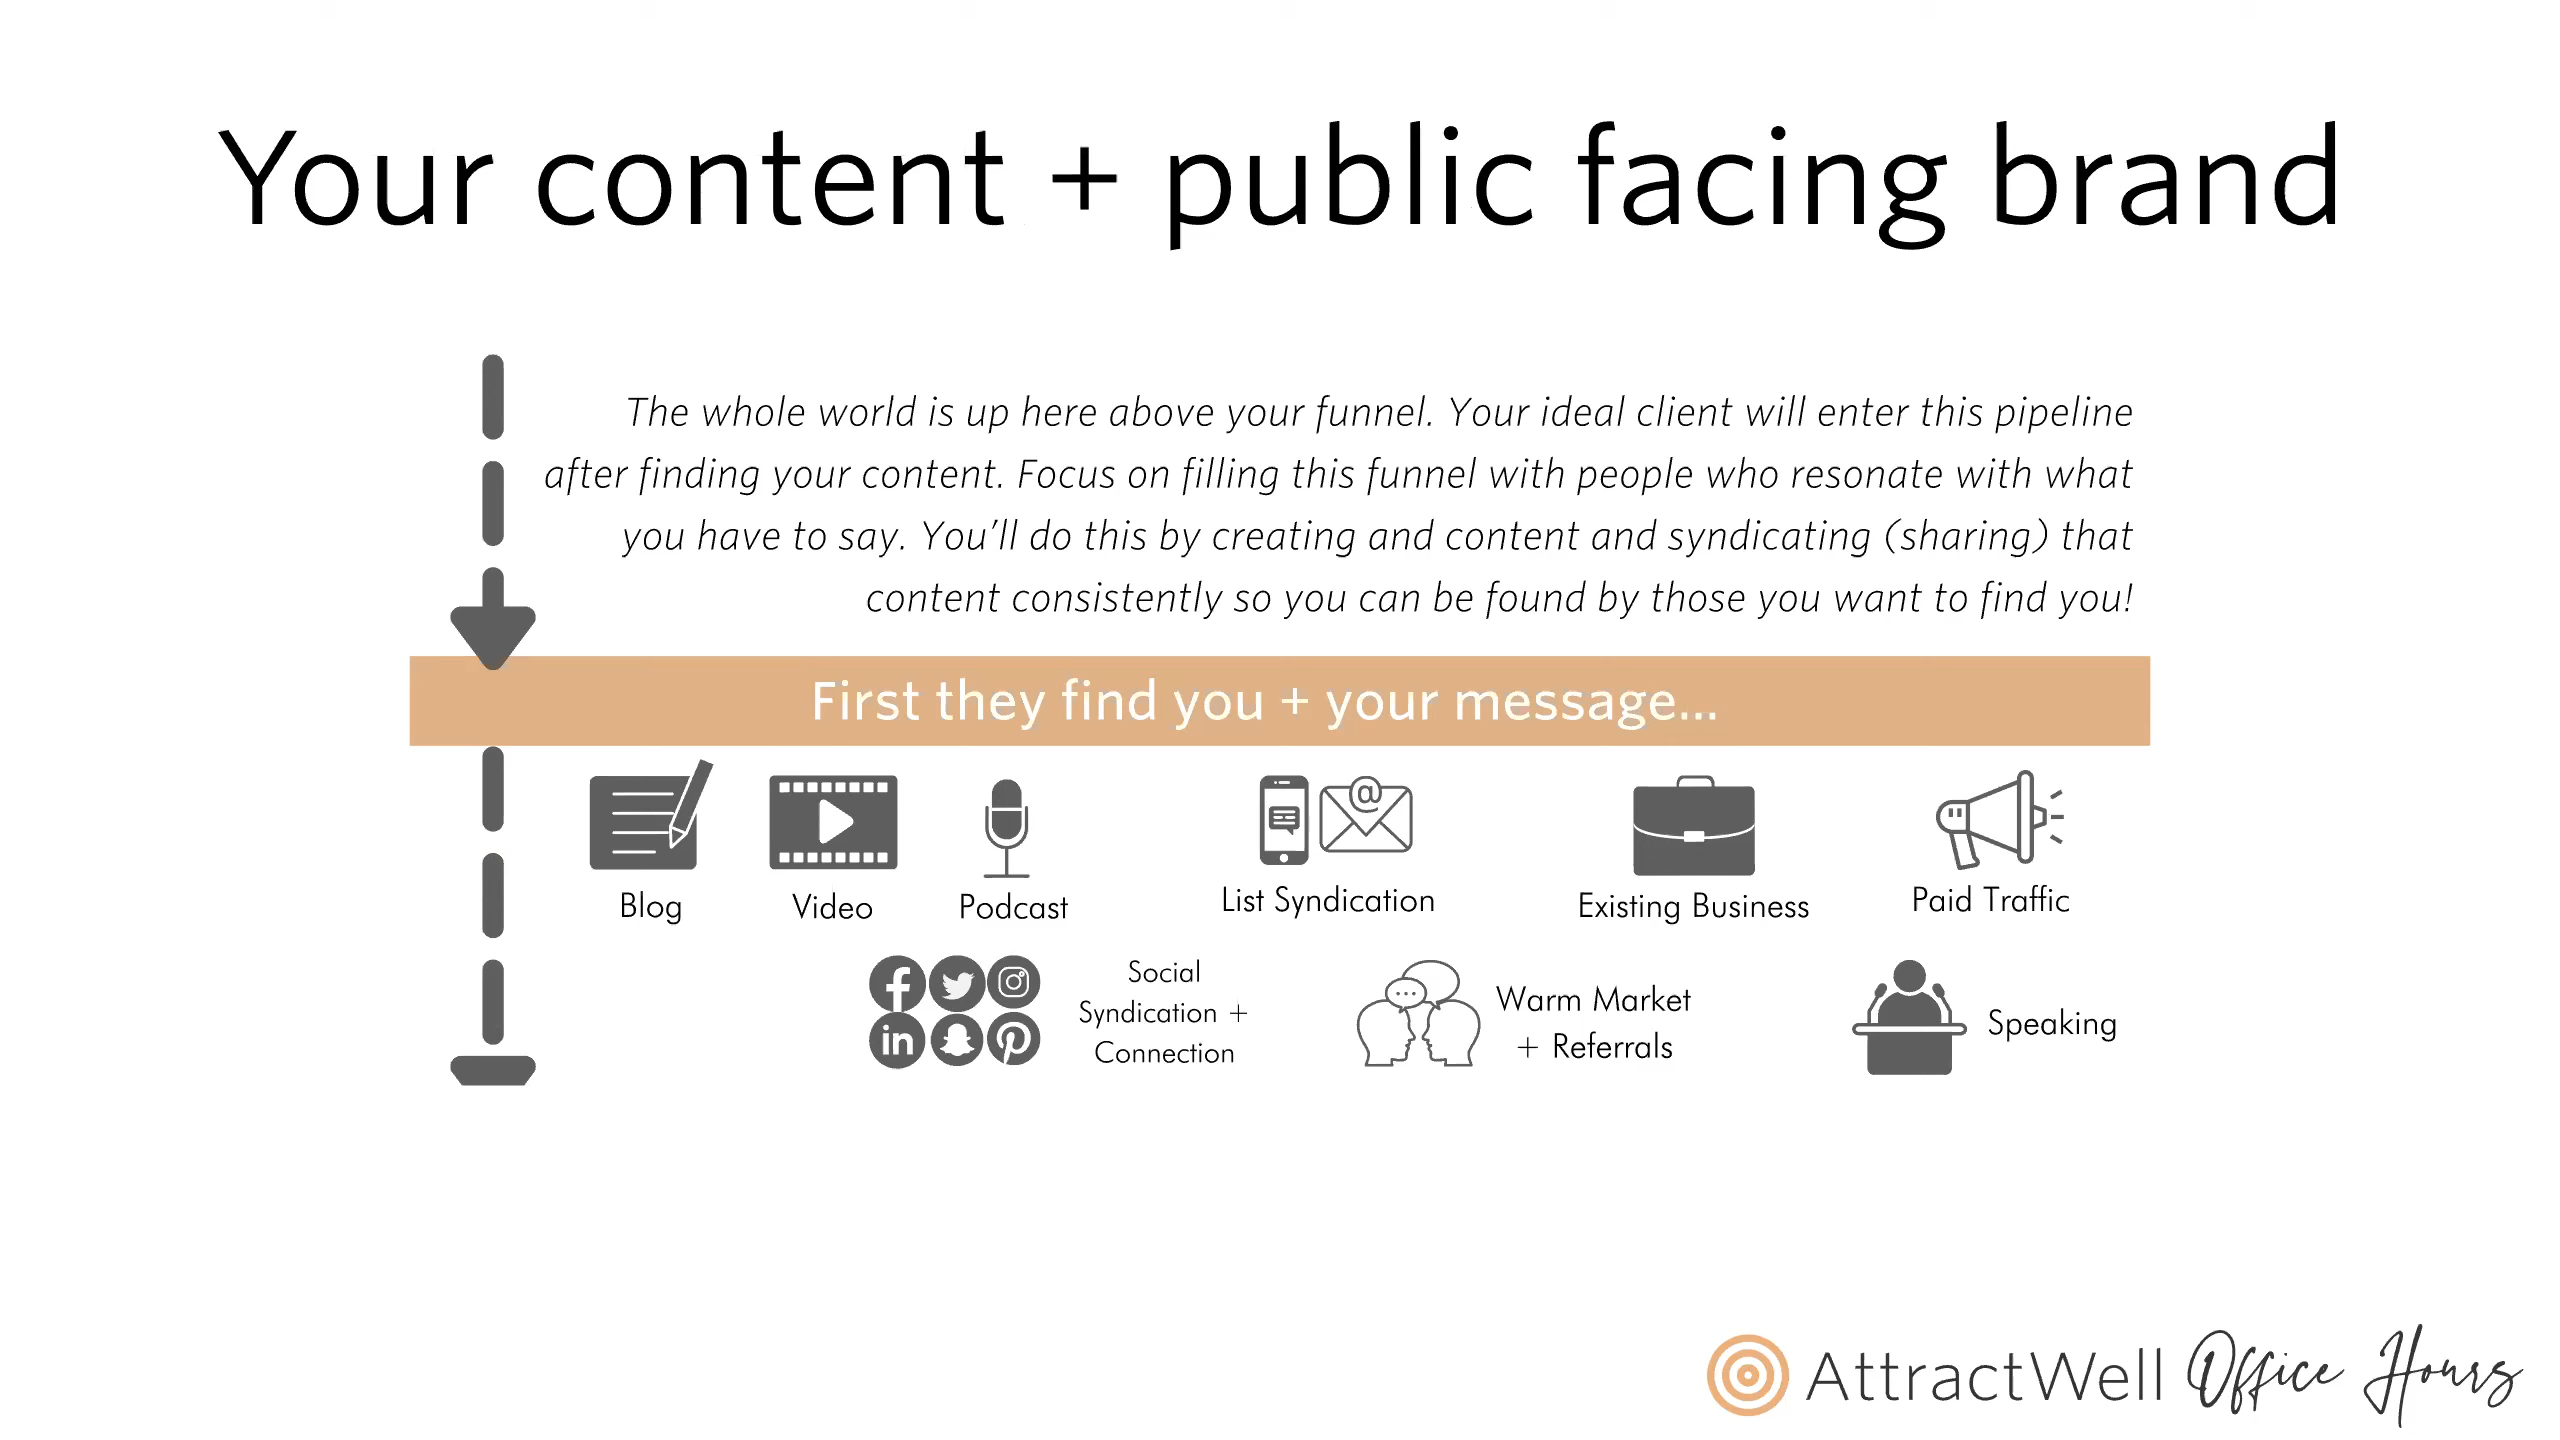 Your content + public facing brand
The whole world is up here above your funnel. Your ideal client will enter this pipeline
after finding your content. Focus on filling this funnel with people who resonate with what
you have to say. You'll do this by creating and content and syndicating (sharing) that
content consistently so you can be found by those you want to find you!
First they find you + your message...
@
Blog
Video
Podcast
List Syndication
Existing Business
Paid Traffic
in
Social
Syndication +
Connection
Warm Market
+ Referrals
Speaking
AttractWell Office Hours